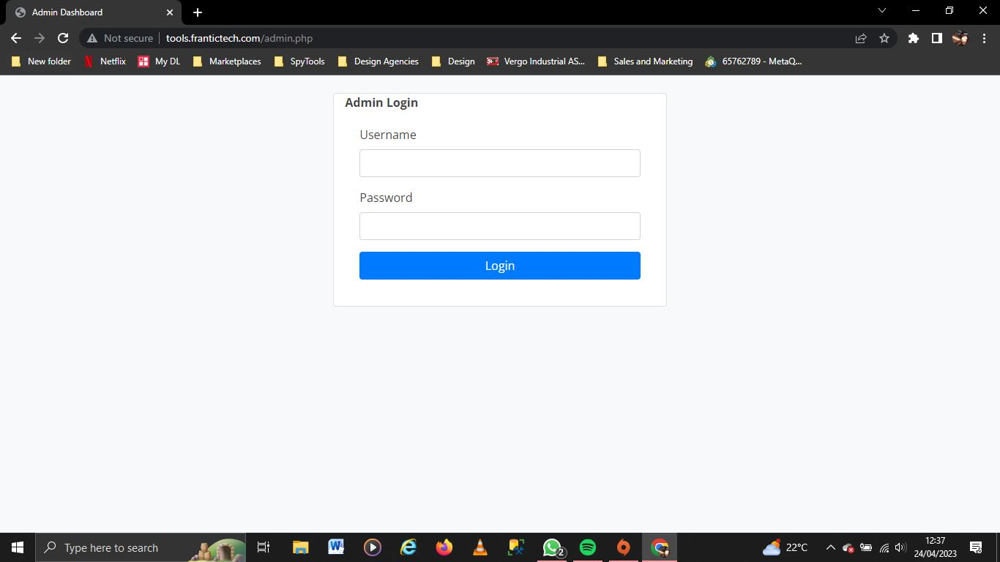 Admin Dashboard
Not secure tools.frantictech.com/admin.php
New folder Netflix My DL Marketplaces SpyTools Design Agencies Design Vergo Industrial AS... Sales and Marketing 65762789 - MetaQ...
Admin Login
Username
Password
Login
Type here to search
2
22°C
12:37
24/04/2023